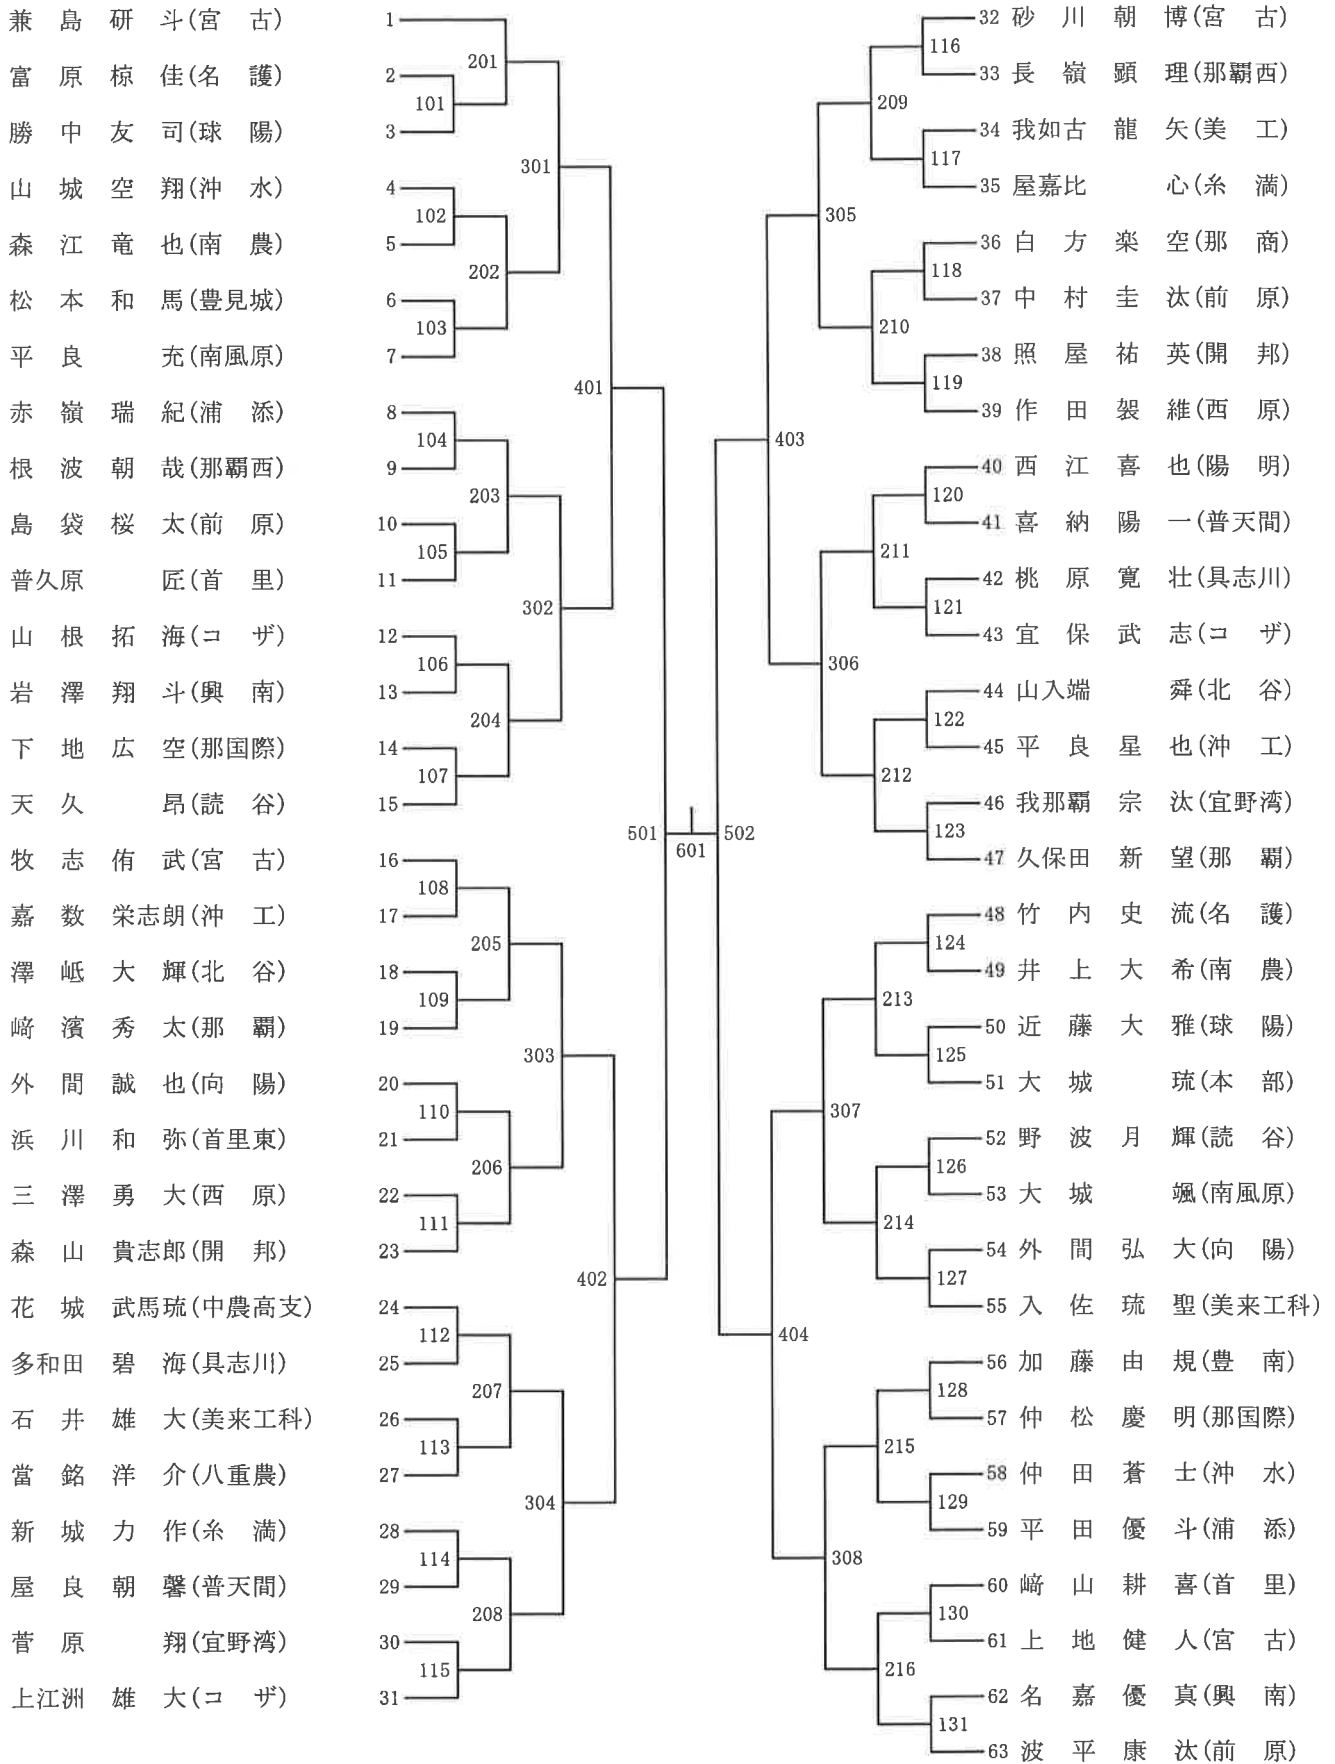 兼島研斗(宮古) 1
富原椋佳(名護) 2
勝中友司(球陽) 3
山城空翔(沖水) 4
森江竜也(南農) 5
松本和馬(豊見城) 6
平良充(南風原) 7
赤嶺瑞紀(浦添) 8
根波朝哉(那覇西) 9
島袋桜太(前原) 10
普久原匠(首里) 11
山根拓海(コザ) 12
岩澤翔斗(興南) 13
下地広空(那国際) 14
天久昂(読谷) 15
牧志侑武(宮古) 16
嘉数栄志朗(沖工) 17
澤岻大輝(北谷) 18
﨑濱秀太(那覇) 19
外間誠也(向陽) 20
浜川和弥(首里東) 21
三澤勇大(西原) 22
森山貴志郎(開邦) 23
花城武馬琉(中農高支) 24
多和田碧海(具志川) 25
石井雄大(美来工科) 26
當銘洋介(八重農) 27
新城力作(糸満) 28
屋良朝馨(普天間) 29
菅原翔(宜野湾) 30
上江洲雄大(コザ) 31
101
102
103
104
105
106
107
108
109
110
111
112
113
114
115
201
202
203
204
205
206
207
208
301
302
303
304
401
402
501
601
502
403
404
305
306
307
308
209
210
211
212
213
214
215
216
116
117
118
119
120
121
122
123
124
125
126
127
128
129
130
131
32 砂川朝博(宮古)
33 長嶺顕理(那覇西)
34 我如古龍矢(美工)
35 屋嘉比心(糸満)
36 白方楽空(那商)
37 中村圭汰(前原)
38 照屋祐英(開邦)
39 作田袈維(西原)
40 西江喜也(陽明)
41 喜納陽一(普天間)
42 桃原寛壮(具志川)
43 宜保武志(コザ)
44 山入端舜(北谷)
45 平良星也(沖工)
46 我那覇宗汰(宜野湾)
47 久保田新望(那覇)
48 竹内史流(名護)
49 井上大希(南農)
50 近藤大雅(球陽)
51 大城琉(本部)
52 野波月輝(読谷)
53 大城颯(南風原)
54 外間弘大(向陽)
55 入佐琉聖(美来工科)
56 加藤由規(豊南)
57 仲松慶明(那国際)
58 仲田蒼士(沖水)
59 平田優斗(浦添)
60 﨑山耕喜(首里)
61 上地健人(宮古)
62 名嘉優真(興南)
63 波平康汰(前原)